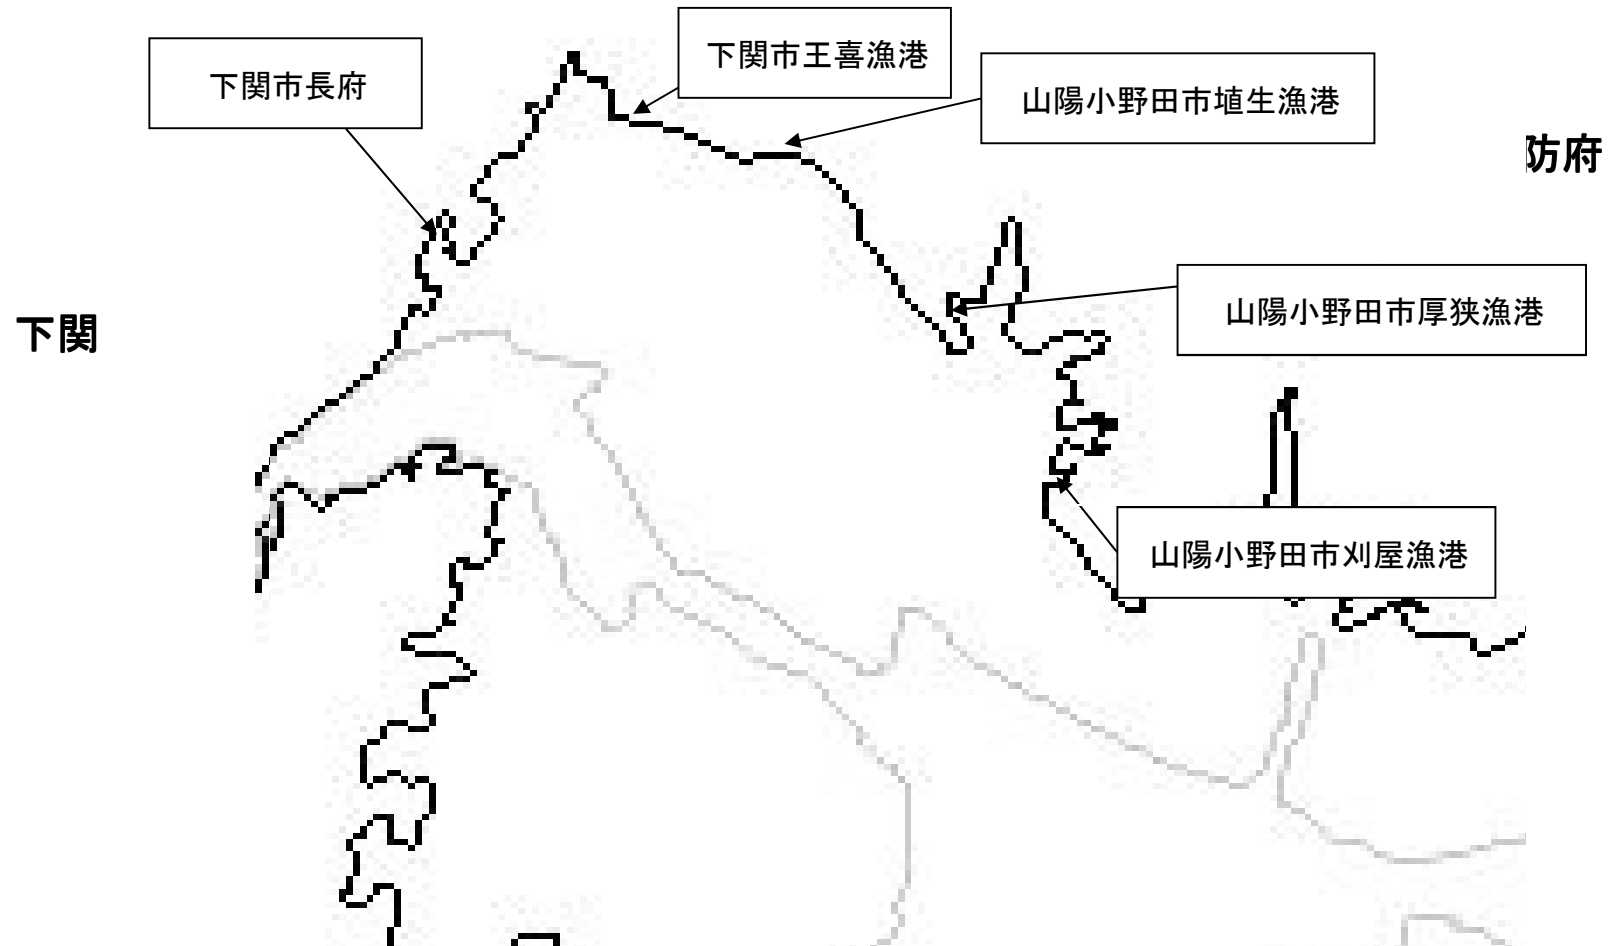 下関市王喜漁港
下関市長府
山陽小野田市埴生漁港
防府
山陽小野田市厚狭漁港
下関
山陽小野田市刈屋漁港